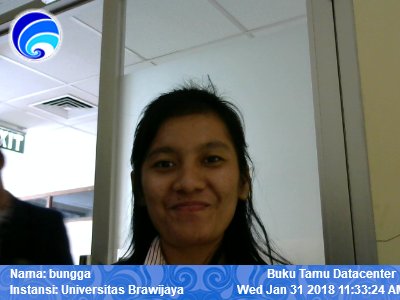 EXIT
Nama: bungga
Buku Tamu Datacenter
Instansi: Universitas Brawijaya
Wed Jan 31 2018 11:33:24 AM